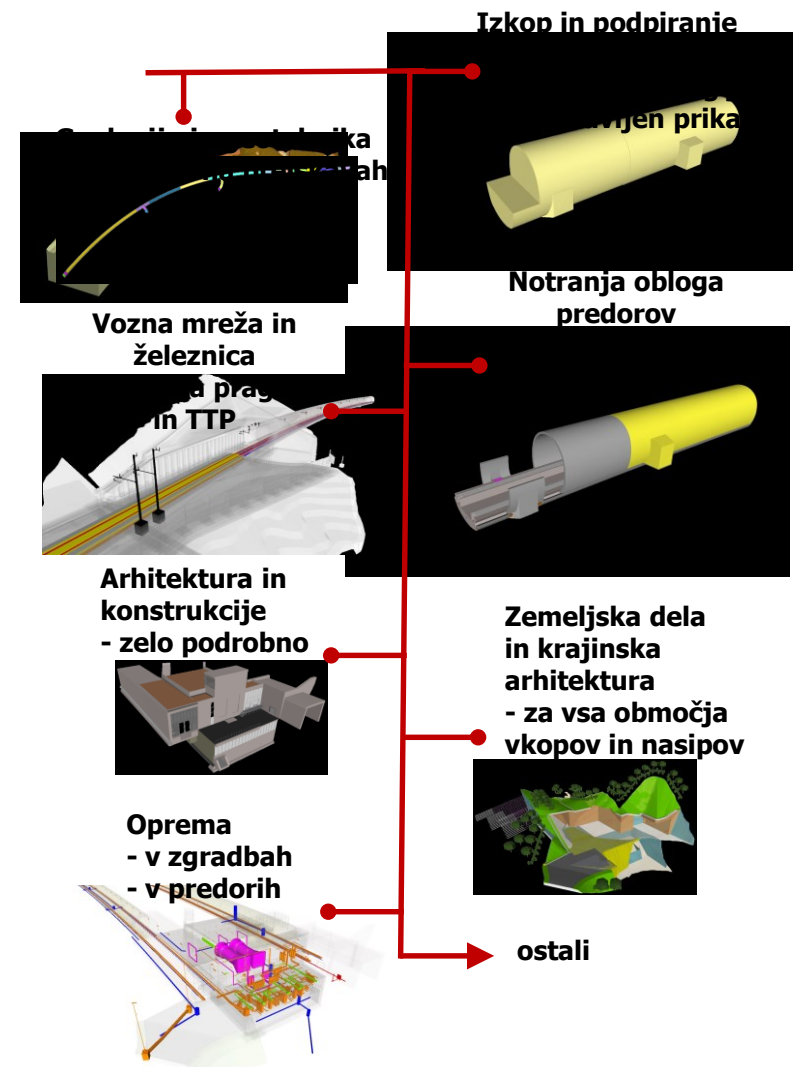 Izkop in podpiranje
Notranja obloga
predorov
Vozna mreža in
železnica
in TTP
Arhitektura in
konstrukcije
- zelo podrobno
Zemeljska dela
in krajinska
arhitektura
- za vsa območja
vkopov in nasipov
Oprema
- v zgradbah
- v predorih
ostali